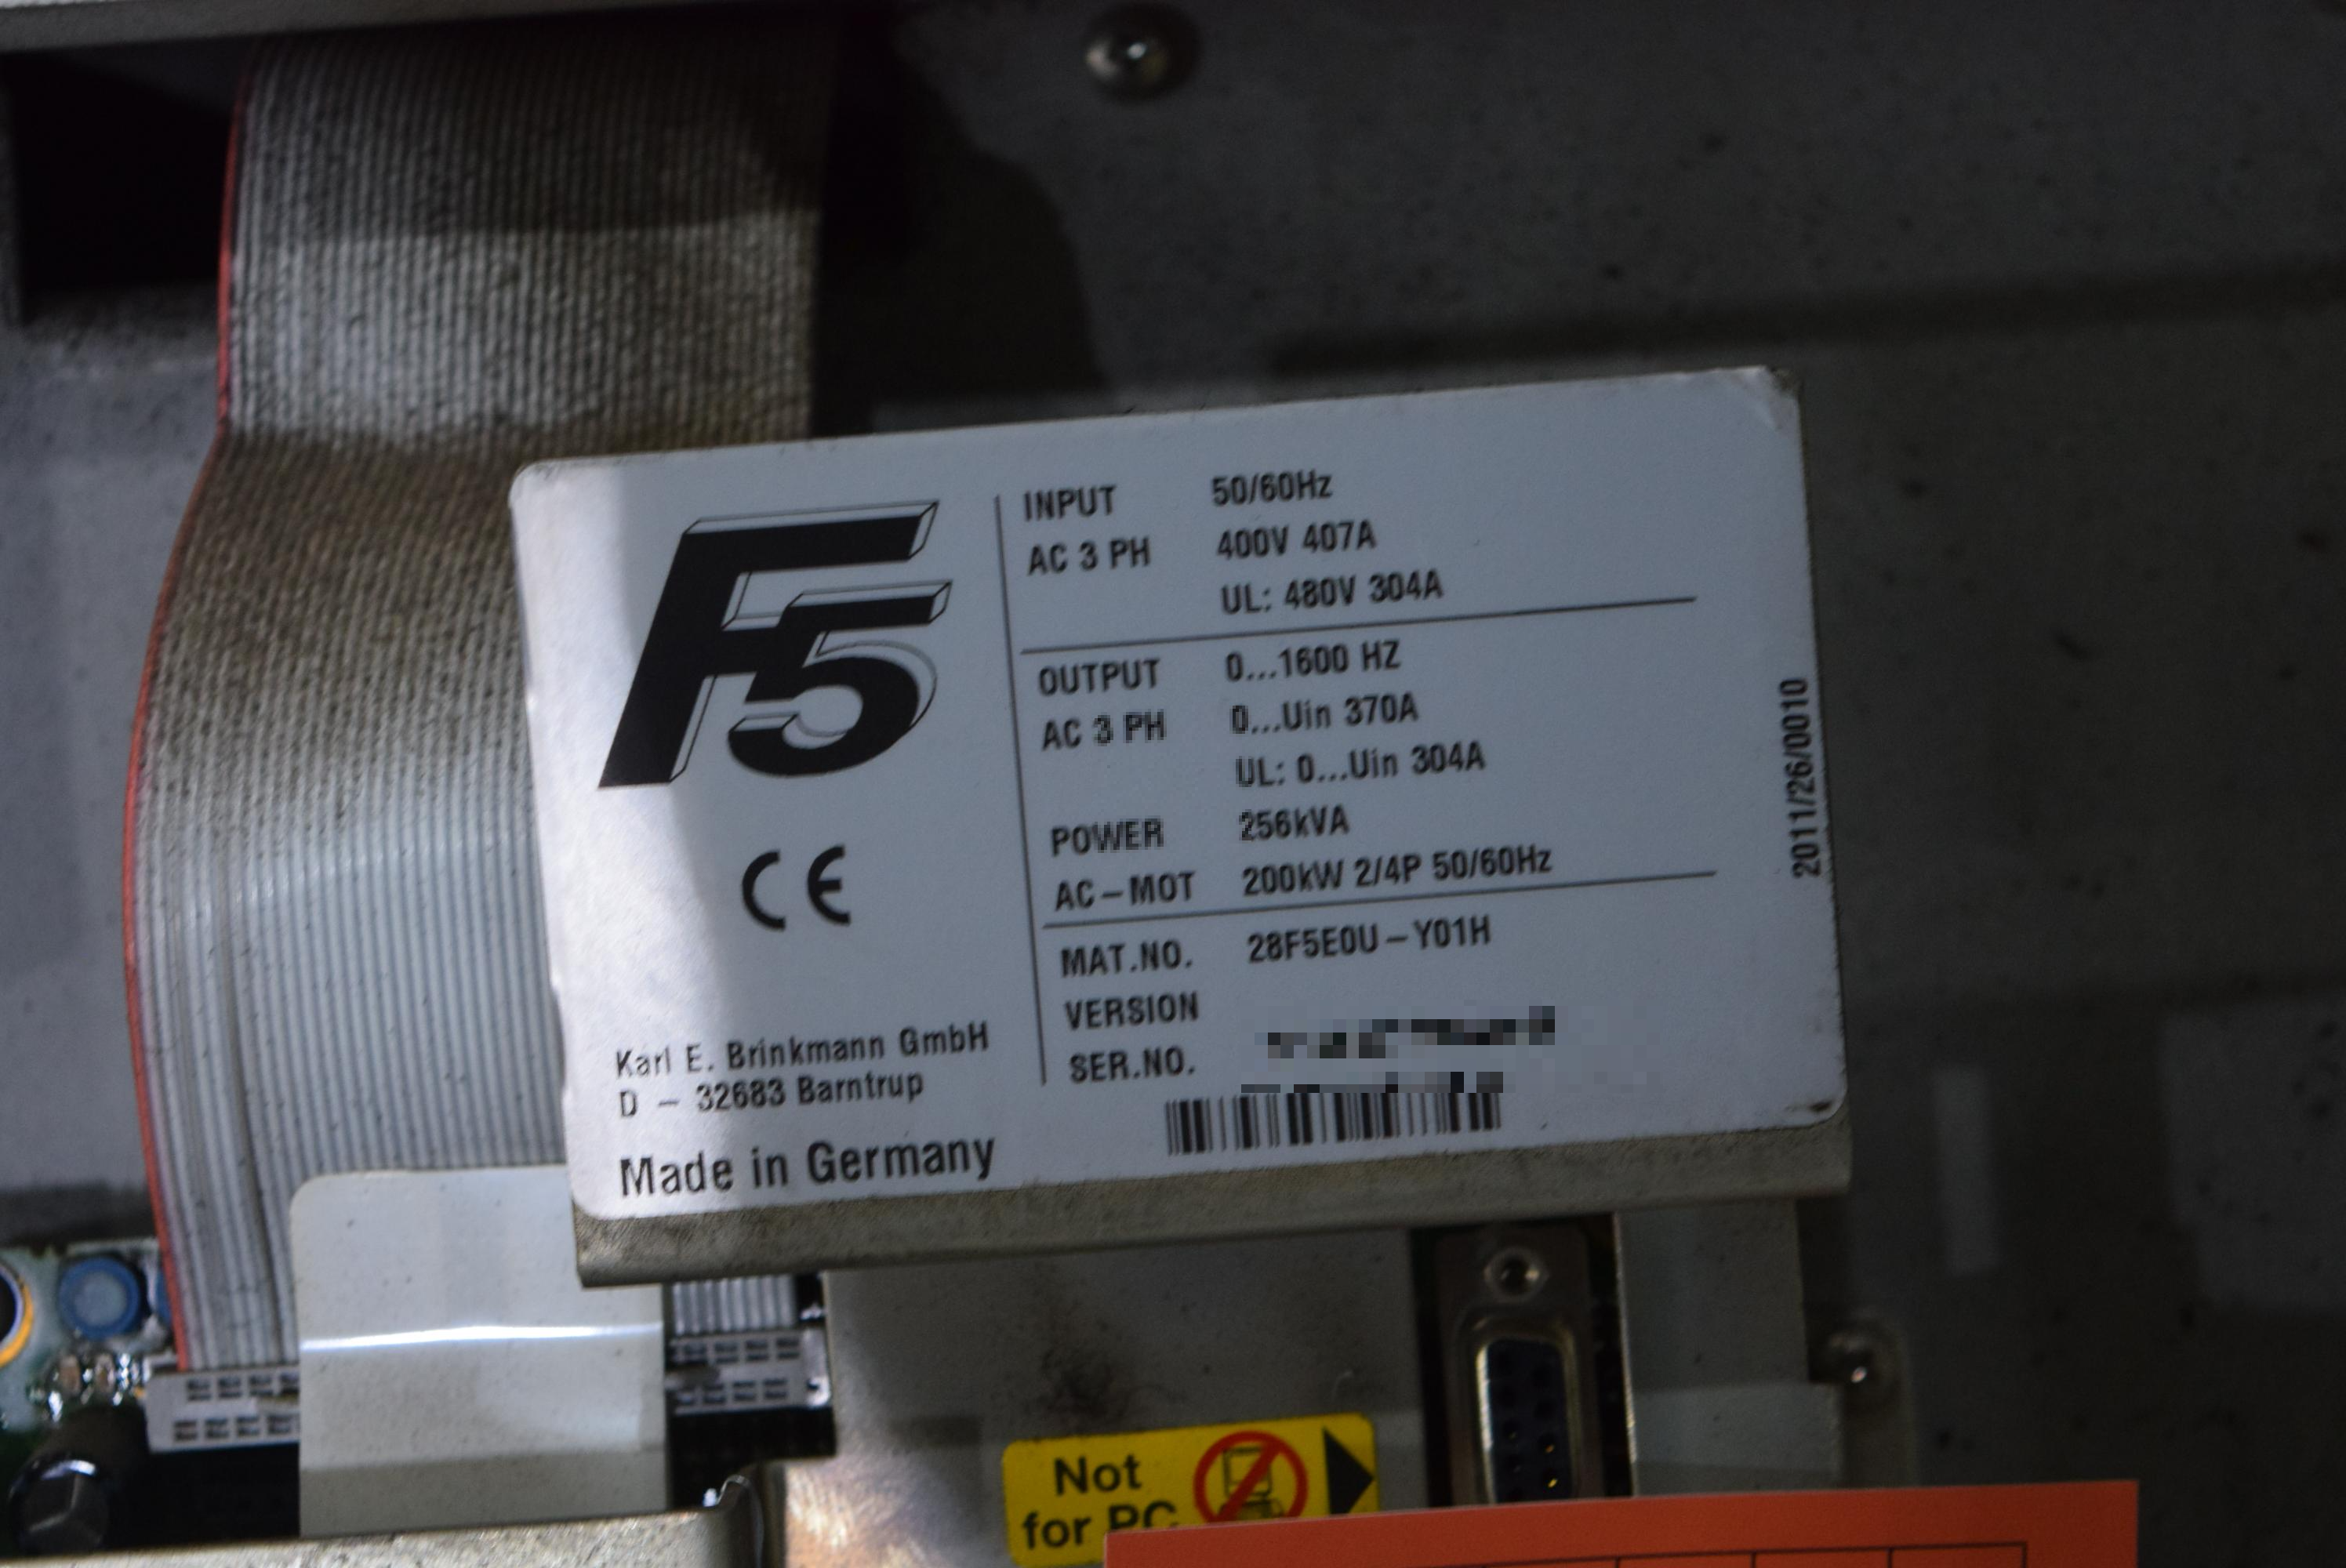 F5
CE
Karl E. Brinkmann GmbH
D - 32683 Barntrup
Made in Germany
INPUT 50/60Hz
AC 3 PH 400V 407A
UL: 480V 304A
OUTPUT 0...1600 HZ
AC 3 PH 0...Uin 370A
UL: 0...Uin 304A
POWER 256kVA
AC-MOT 200kW 2/4P 50/60Hz
MAT.NO. 28F5E0U-Y01H
VERSION
SER.NO.
2011/26/0010
Not
for PC